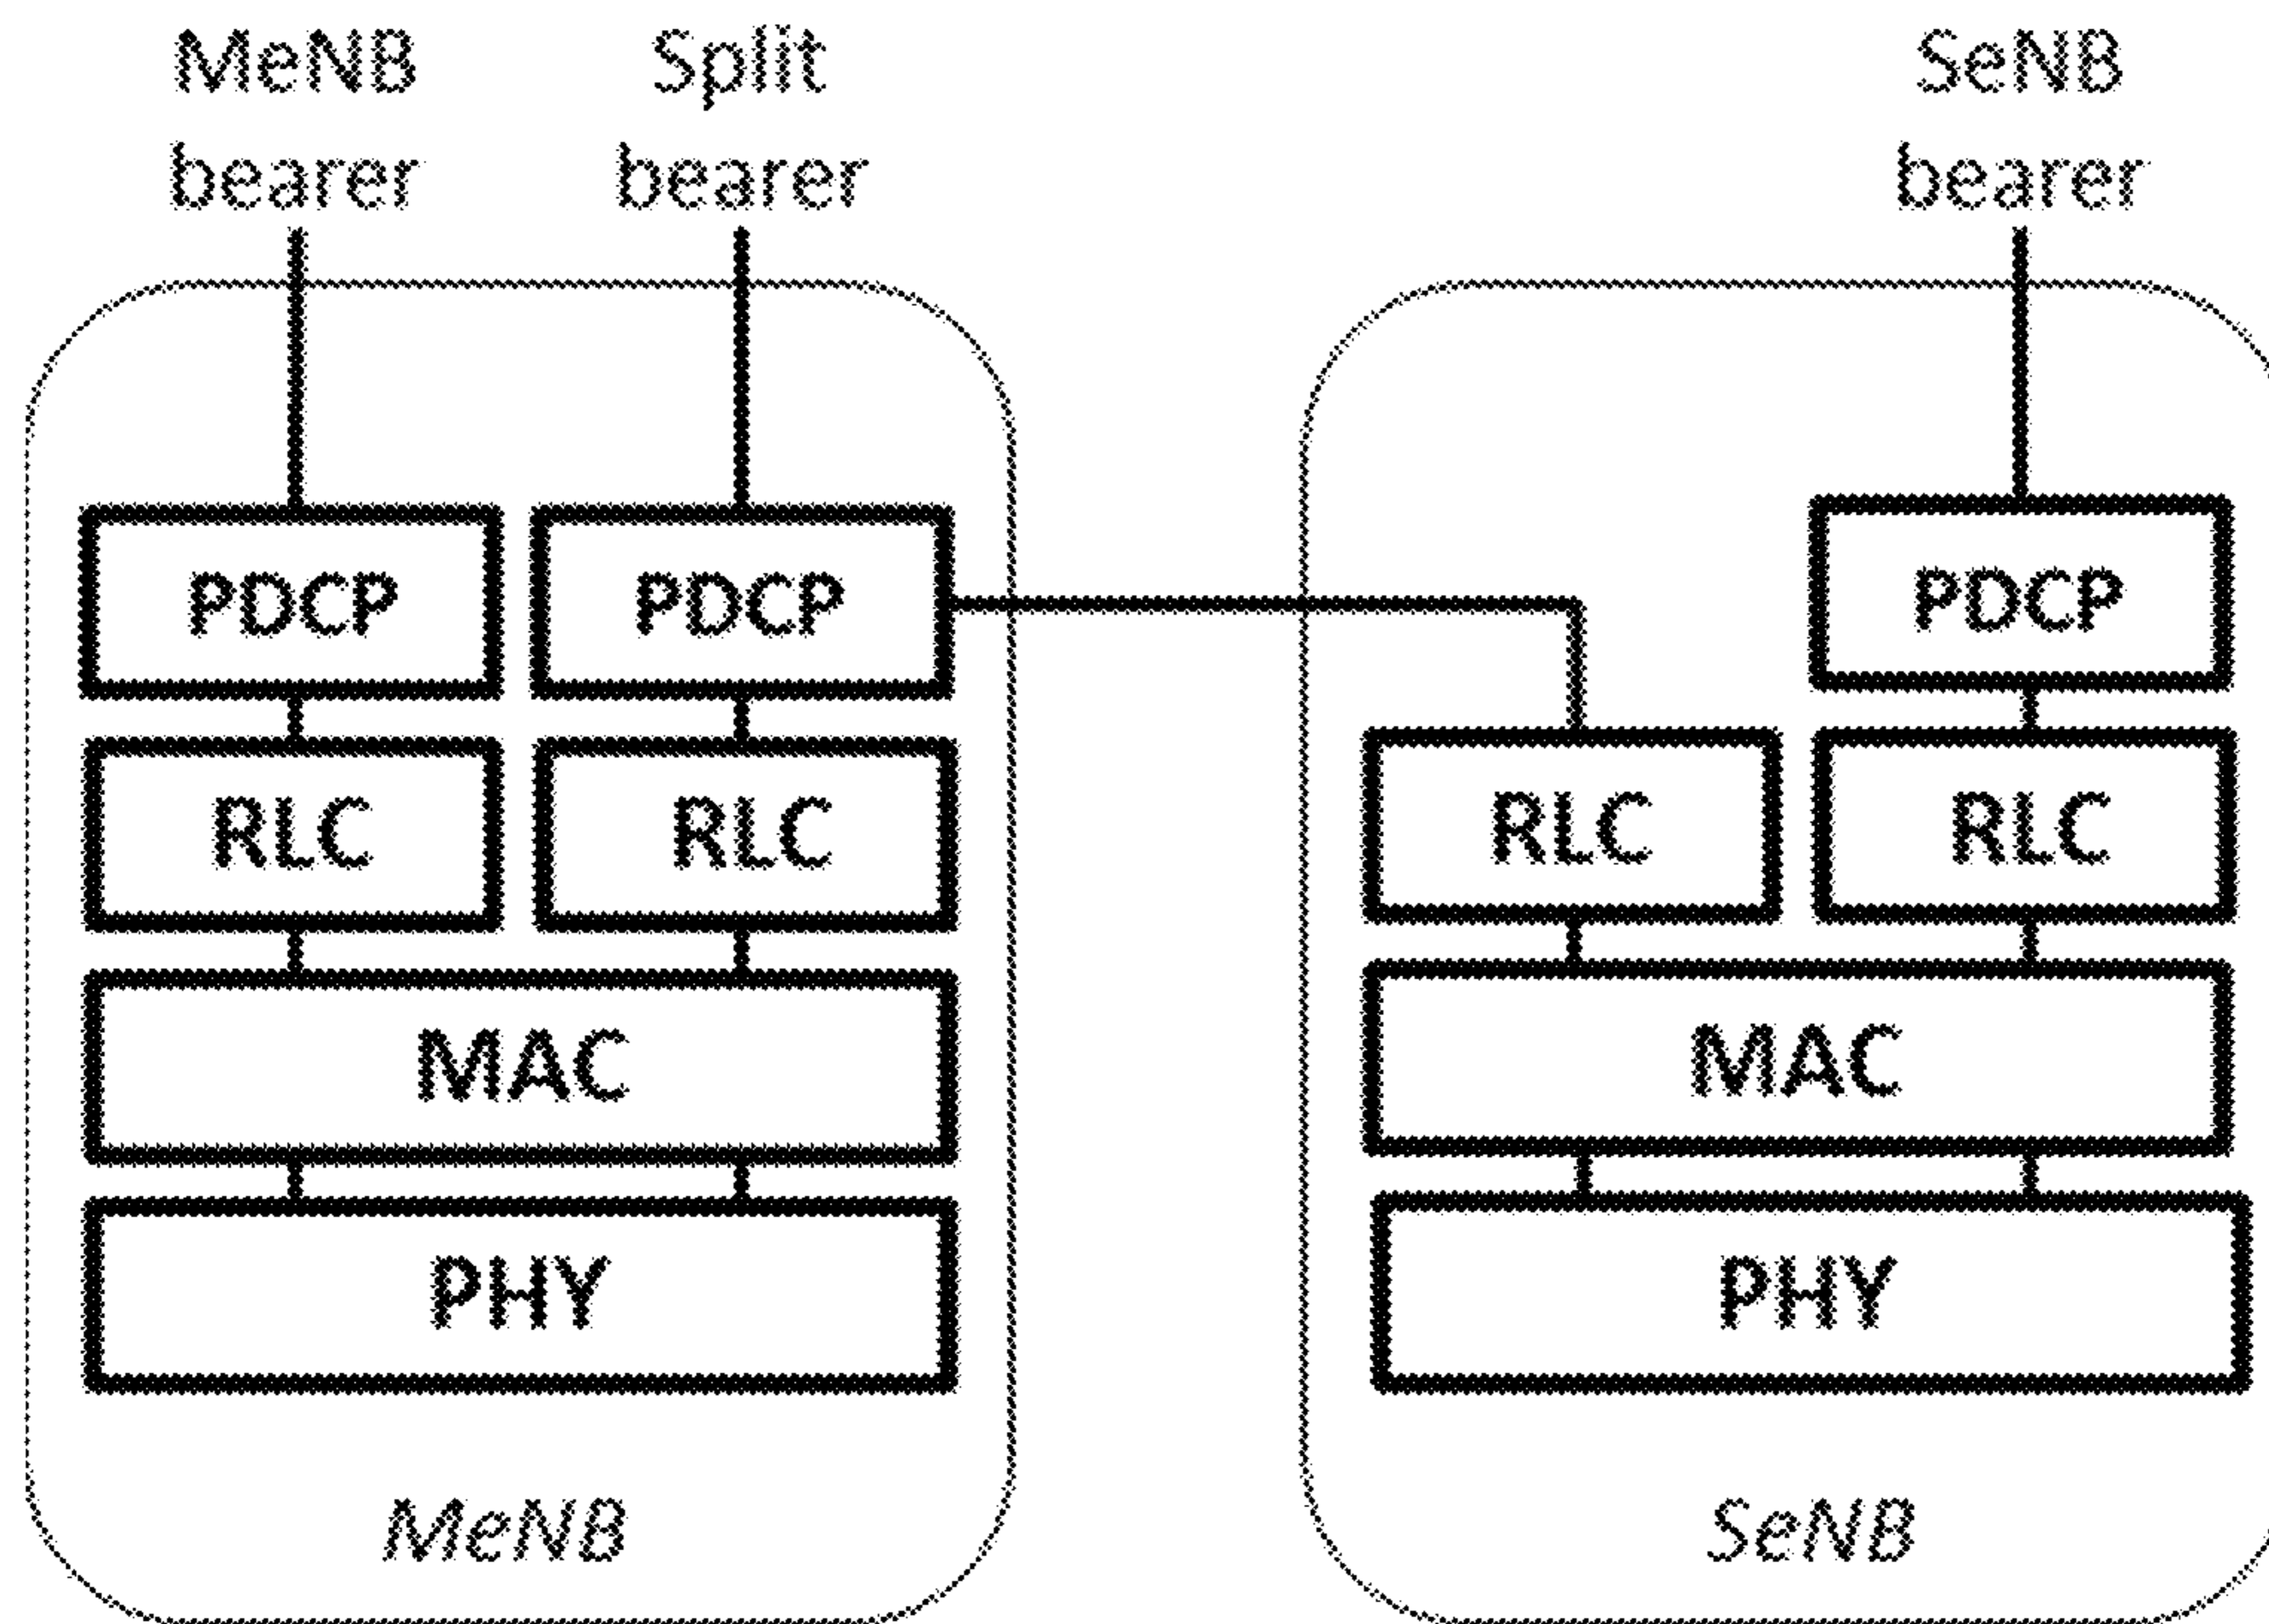 MeNB
bearer
Split
bearer
SeNB
bearer
PDCP
PDCP
PDCP
RLC
RLC
RLC
RLC
MAC
MAC
PHY
PHY
MeNB
SeNB